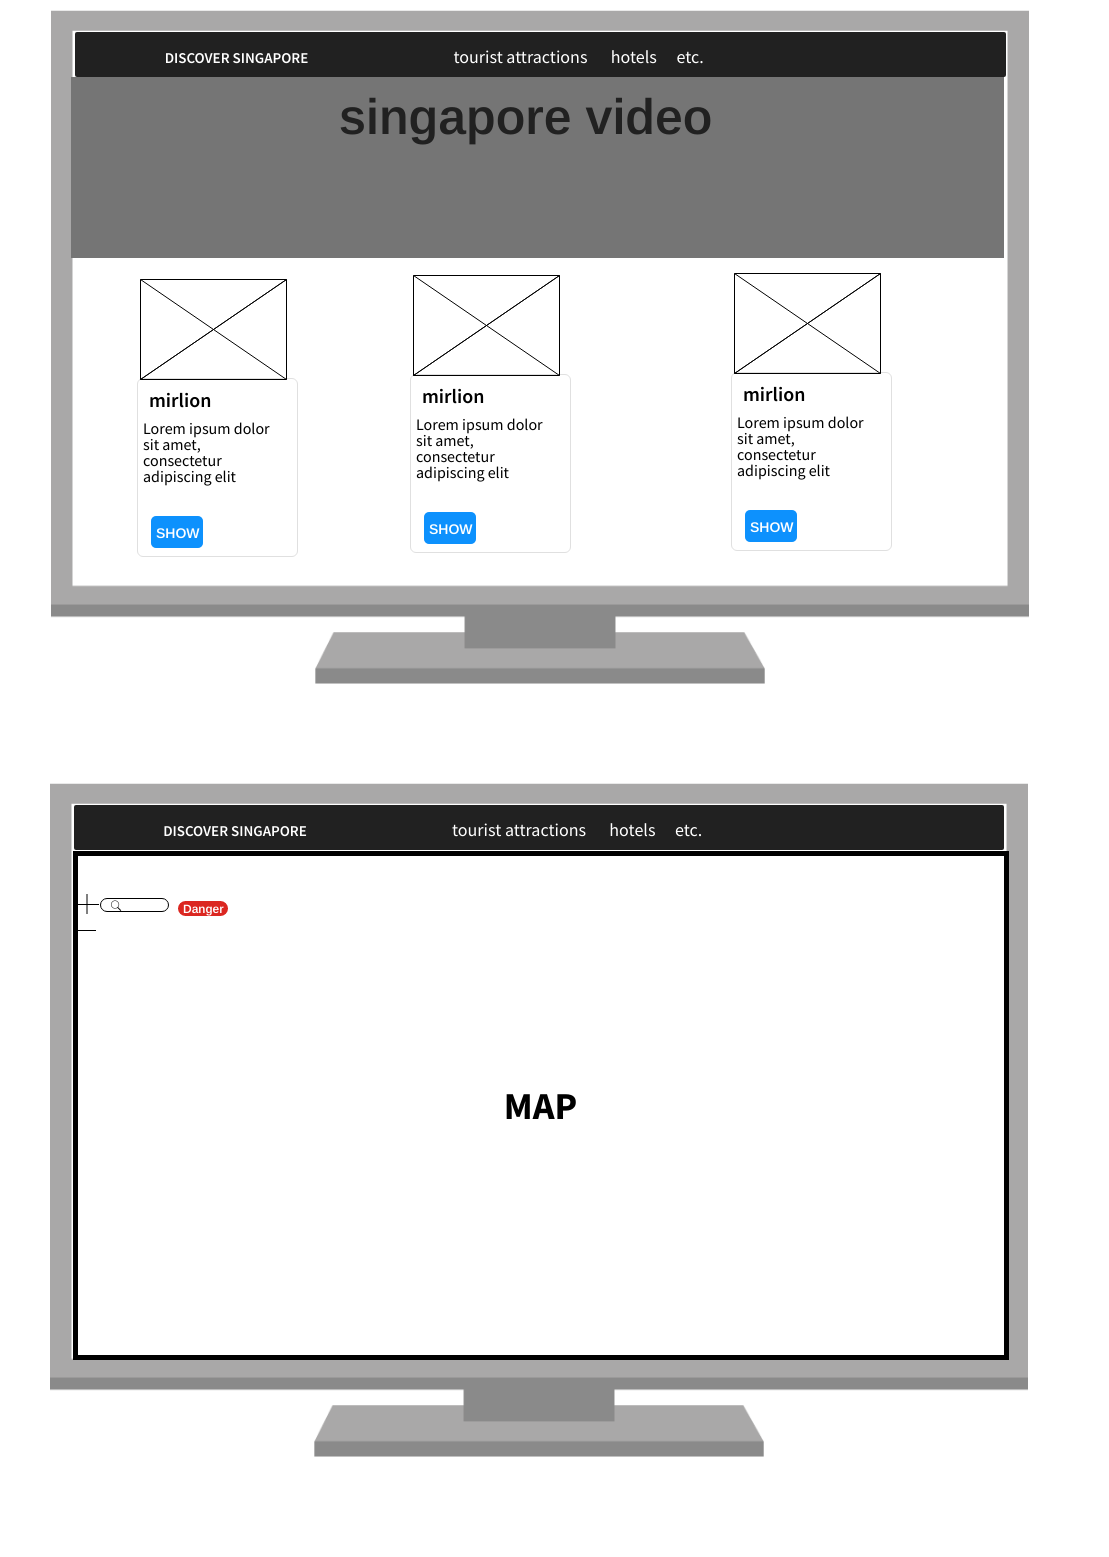 DISCOVER SINGAPORE tourist attractions hotels etc.
singapore video
mirlion
Lorem ipsum dolor
sit amet,
consectetur
adipiscing elit
SHOW
mirlion
Lorem ipsum dolor
sit amet,
consectetur
adipiscing elit
SHOW
mirlion
Lorem ipsum dolor
sit amet,
consectetur
adipiscing elit
SHOW
DISCOVER SINGAPORE tourist attractions hotels etc.
Danger
MAP